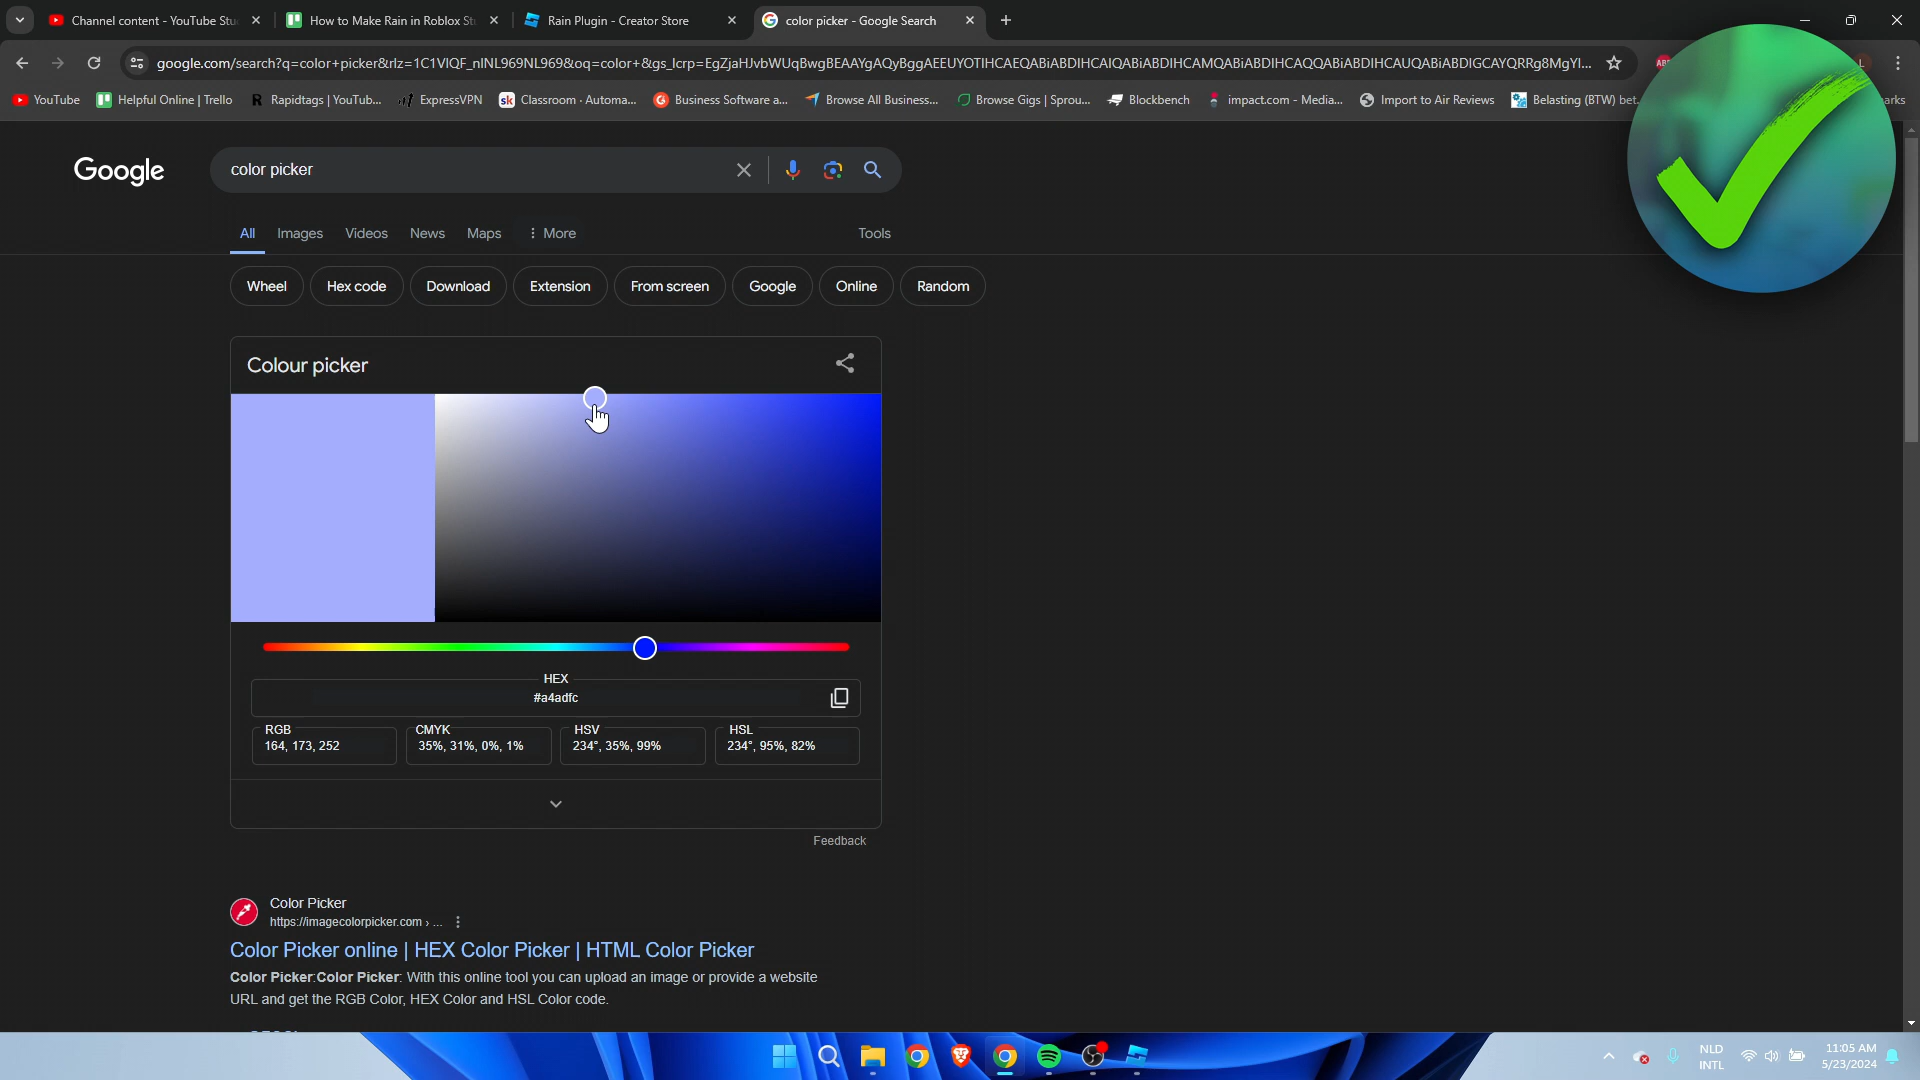 Channel content - YouTube Stu
How to Make Rain in Roblox St
Rain Plugin - Creator Store
color picker - Google Search
google.com/search?q=color+picker&rlz=1C1VIQF_nlNL969NL969&oq=color+&gs_lcrp=EgZjaHJvbWUqBwgBEAAYgAQyBggAEEUYOTIHCAEQABiABDIHCAIQABiABDIHCAMQABiABDIHCAQQABiABDIHCAUQABiABDIGCAYQRRg8MgYI...
YouTube
Helpful Online | Trello
Rapidtags | YouTub...
ExpressVPN
Classroom - Automa...
Business Software a...
Browse All Business...
Browse Gigs | Sprou...
Blockbench
impact.com - Media...
Import to Air Reviews
Belasting (BTW) bet.
arks
Google
color picker
All
Images
Videos
News
Maps
More
Tools
Wheel
Hex code
Download
Extension
From screen
Google
Online
Random
Colour picker
HEX
#a4adfc
RGB
164, 173, 252
CMYK
35%, 31%, 0%, 1%
HSV
234°, 35%, 99%
HSL
234°, 95%, 82%
Feedback
Color Picker
https://imagecolorpicker.com › ...
Color Picker online | HEX Color Picker | HTML Color Picker
Color Picker:Color Picker: With this online tool you can upload an image or provide a website
URL and get the RGB Color, HEX Color and HSL Color code.
NLD
INTL
11:05 AM
5/23/2024